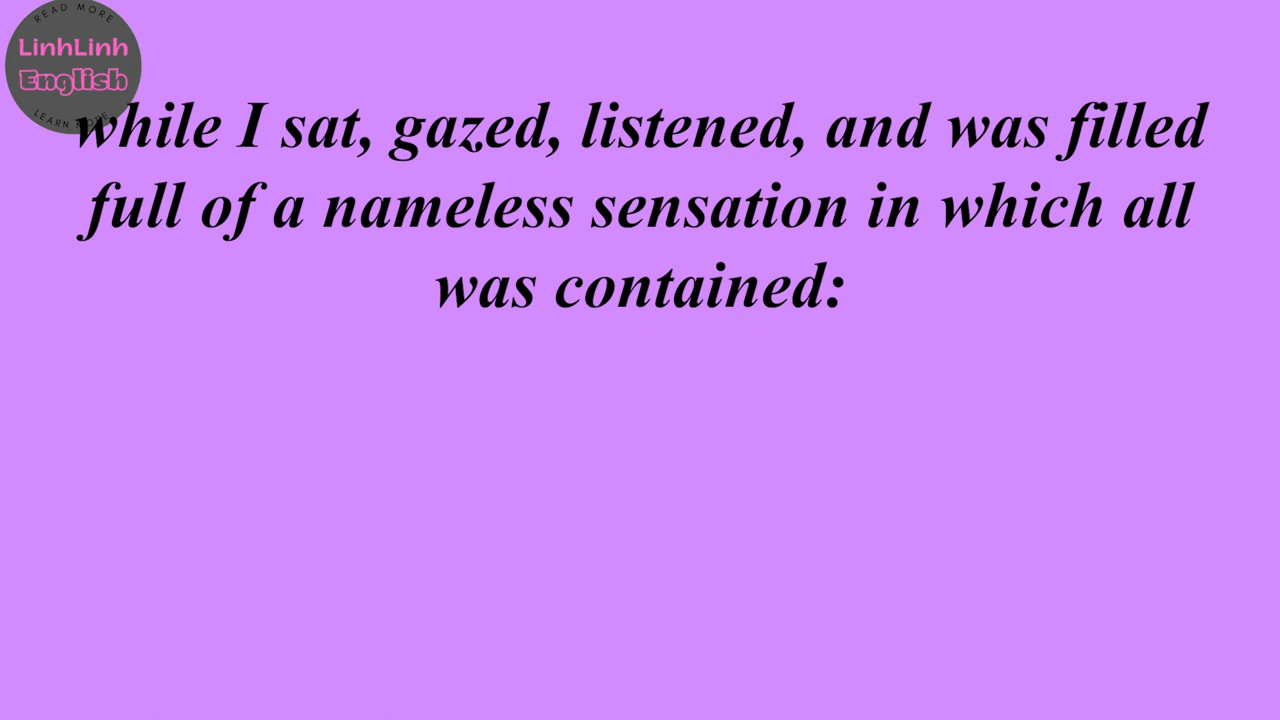 READ MORE
LinhLinh
English
LEARN MORE
while I sat, gazed, listened, and was filled
full of a nameless sensation in which all
was contained: